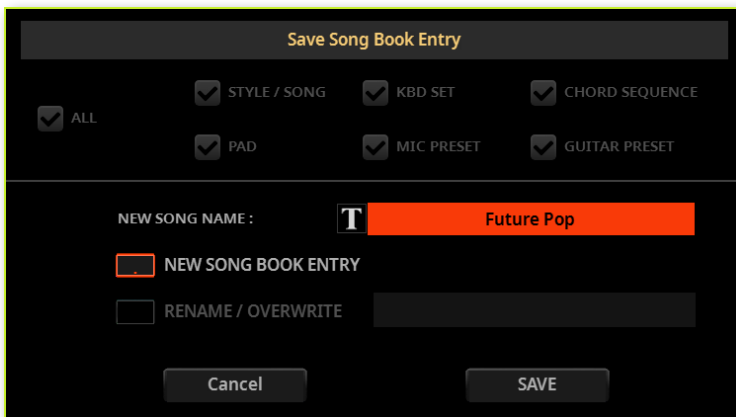 Save Song Book Entry
ALL
STYLE / SONG KBD SET CHORD SEQUENCE
PAD MIC PRESET GUITAR PRESET
NEW SONG NAME : T Future Pop
NEW SONG BOOK ENTRY
RENAME / OVERWRITE
Cancel SAVE